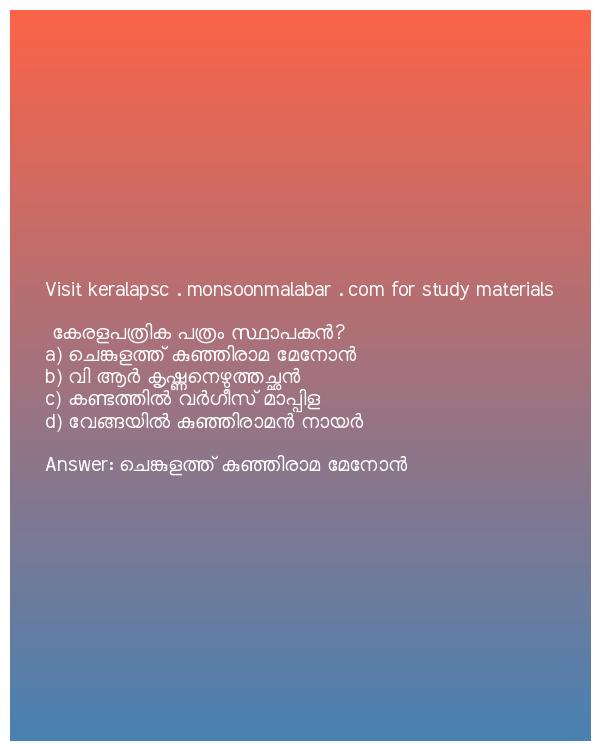 Visit keralapsc . monsoonmalabar . com for study materials
കേരളപത്രിക പത്രം സ്ഥാപകൻ?
a) ചെങ്കുളത്ത് കുഞ്ഞിരാമ മേനോൻ
b) വി ആർ കൃഷ്ണനെഴുത്തച്ഛൻ
c) കണ്ടത്തിൽ വർഗീസ് മാപ്പിള
d) വേങ്ങയിൽ കുഞ്ഞിരാമൻ നായർ
Answer: ചെങ്കുളത്ത് കുഞ്ഞിരാമ മേനോൻ